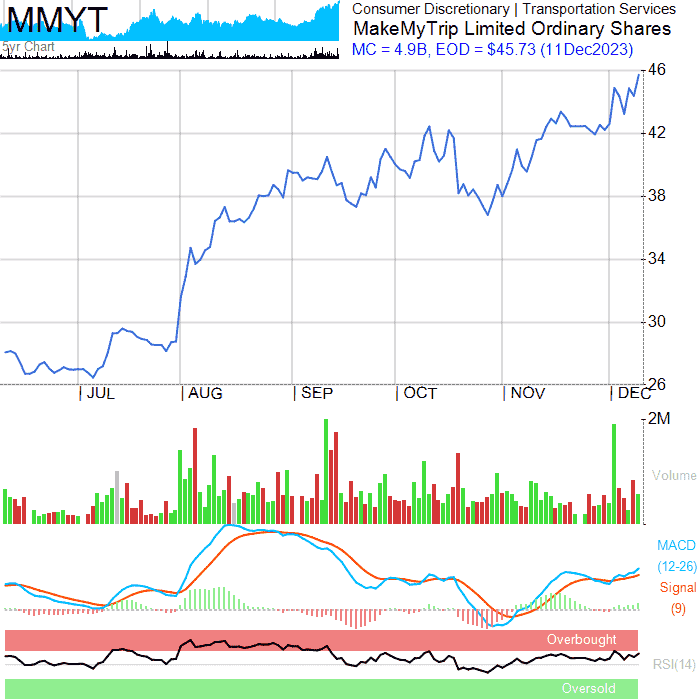 MMYT
5yr Chart
Consumer Discretionary | Transportation Services
MakeMyTrip Limited Ordinary Shares
MC = 4.9B, EOD = $45.73 (11Dec2023)
46
42
38
34
30
26
JUL AUG SEP OCT NOV DEC
2M
Volume
MACD
(12-26)
Signal
(9)
Overbought
RSI(14)
Oversold